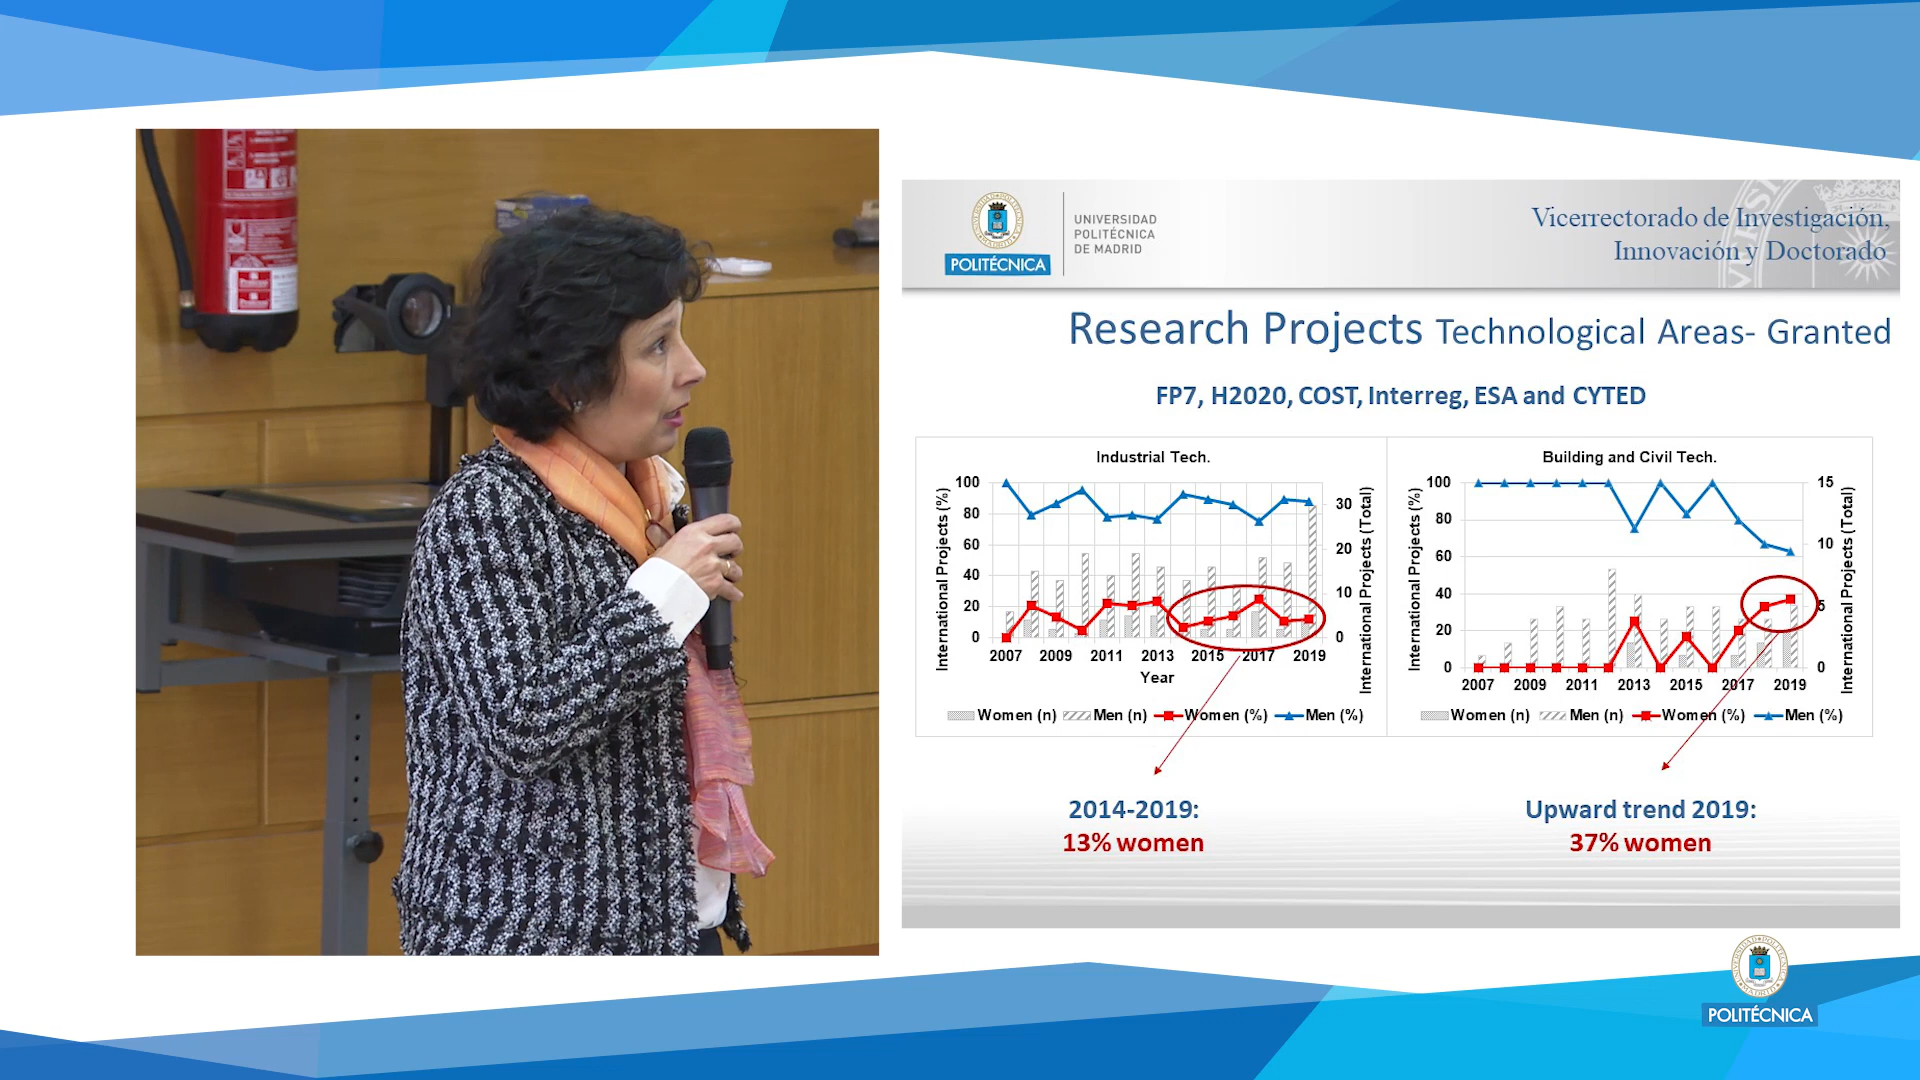 UNIVERSIDAD
POLITÉCNICA
DE MADRID
POLITÉCNICA
Vicerrectorado de Investigación,
Innovación y Doctorado
Research Projects Technological Areas- Granted
FP7, H2020, COST, Interreg, ESA and CYTED
Industrial Tech.
International Projects (%)
100
80
60
40
20
0
30
20
10
0
International Projects (Total)
2007 2009 2011 2013 2015 2017 2019
Year
Women (n) Men (n) Women (%) Men (%)
Building and Civil Tech.
International Projects (%)
100
80
60
40
20
0
15
10
5
0
International Projects (Total)
2007 2009 2011 2013 2015 2017 2019
Women (n) Men (n) Women (%) Men (%)
2014-2019:
13% women
Upward trend 2019:
37% women
POLITÉCNICA